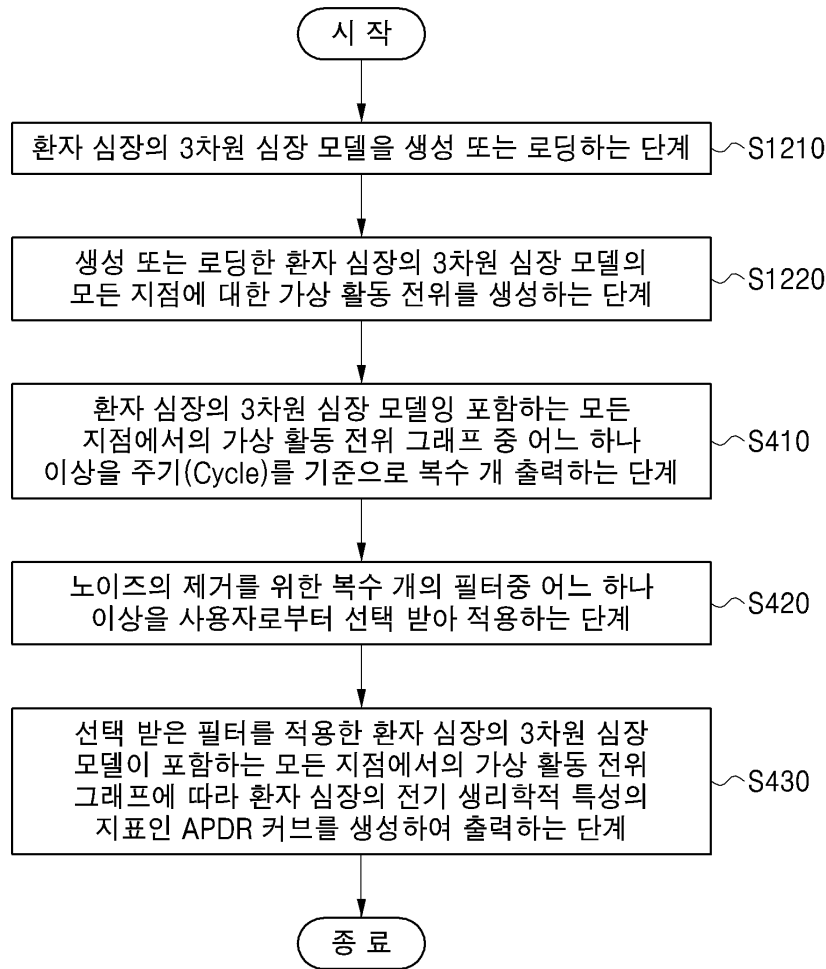 시 작
환자 심장의 3차원 심장 모델을 생성 또는 로딩하는 단계
S1210
생성 또는 로딩한 환자 심장의 3차원 심장 모델의
모든 지점에 대한 가상 활동 전위를 생성하는 단계
S1220
환자 심장의 3차원 심장 모델잉 포함하는 모든
지점에서의 가상 활동 전위 그래프 중 어느 하나
이상을 주기(Cycle)를 기준으로 복수 개 출력하는 단계
S410
노이즈의 제거를 위한 복수 개의 필터중 어느 하나
이상을 사용자로부터 선택 받아 적용하는 단계
S420
선택 받은 필터를 적용한 환자 심장의 3차원 심장
모델이 포함하는 모든 지점에서의 가상 활동 전위
그래프에 따라 환자 심장의 전기 생리학적 특성의
지표인 APDR 커브를 생성하여 출력하는 단계
S430
종 료